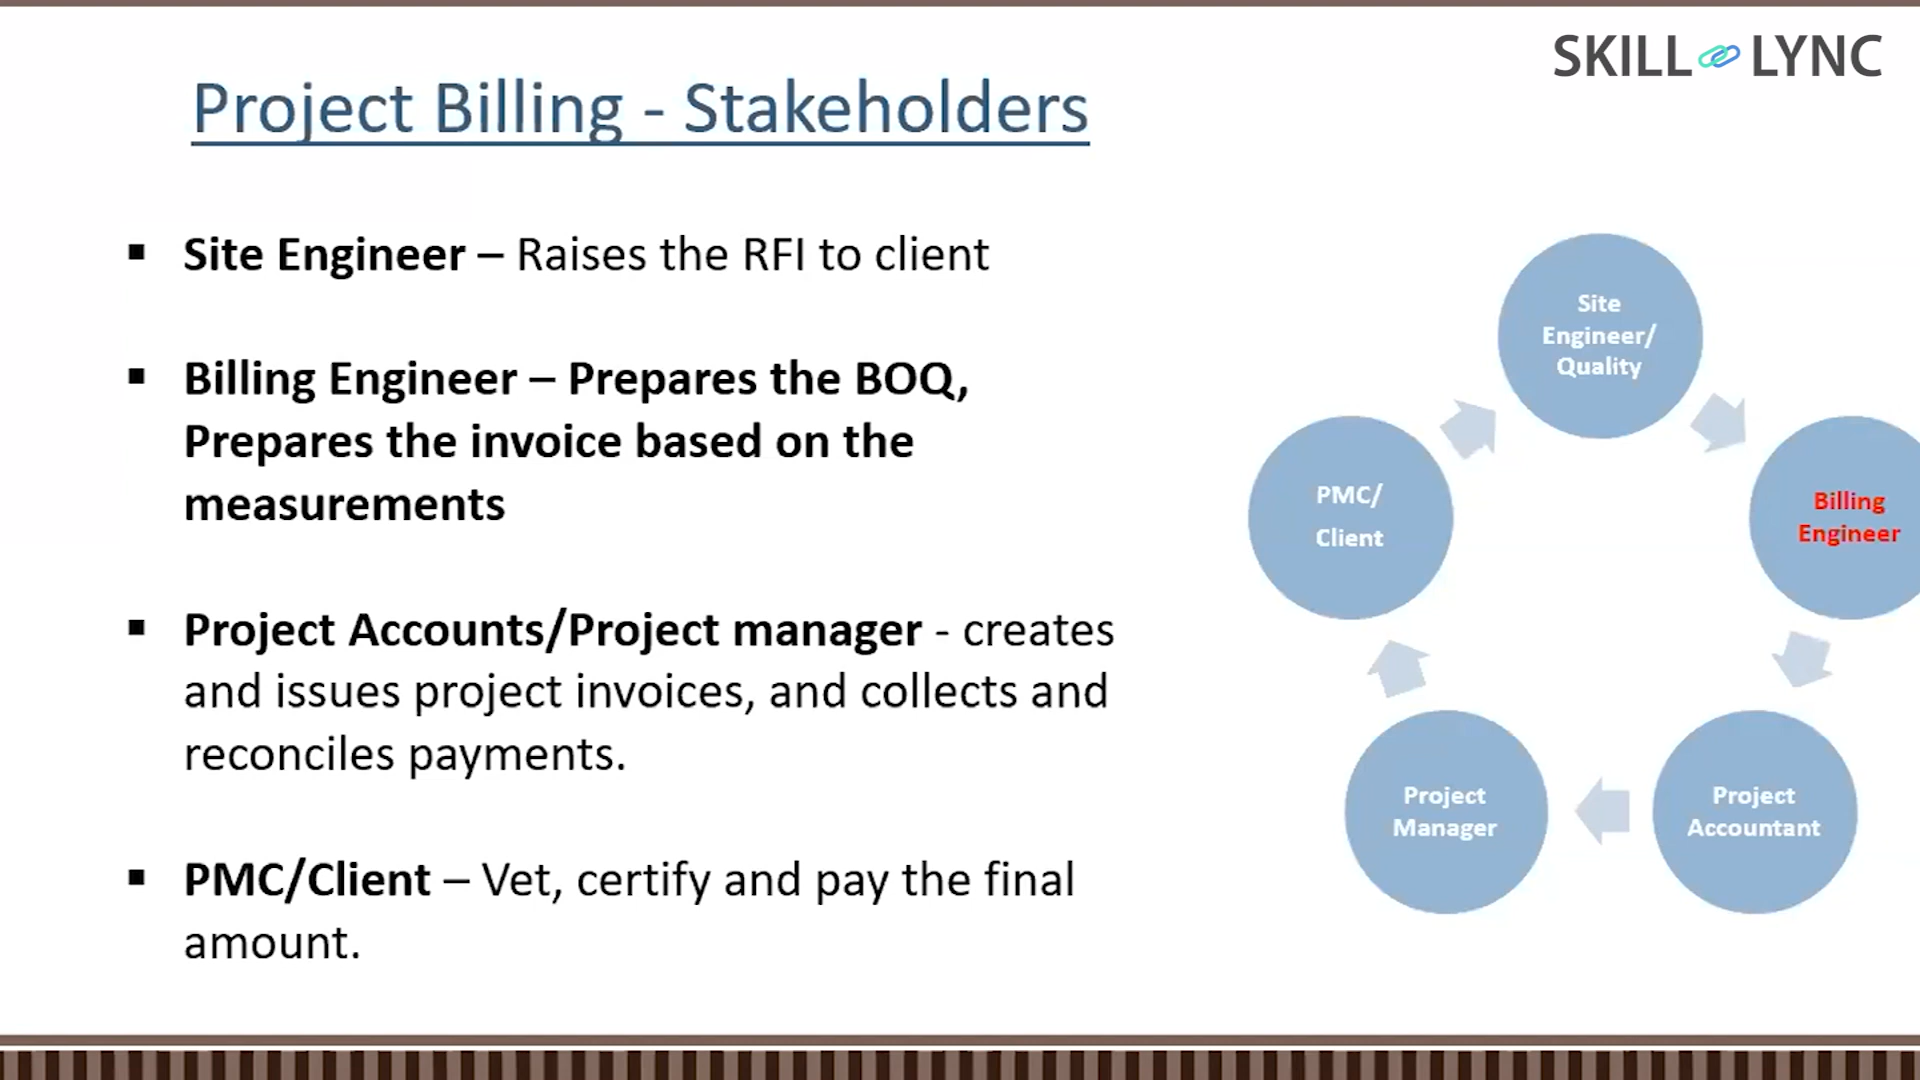 SKILL LYNC
Project Billing - Stakeholders
▪ Site Engineer – Raises the RFI to client
▪ Billing Engineer – Prepares the BOQ,
Prepares the invoice based on the
measurements
▪ Project Accounts/Project manager - creates
and issues project invoices, and collects and
reconciles payments.
▪ PMC/Client – Vet, certify and pay the final
amount.
Site
Engineer/
Quality
Billing
Engineer
Project
Accountant
Project
Manager
PMC/
Client